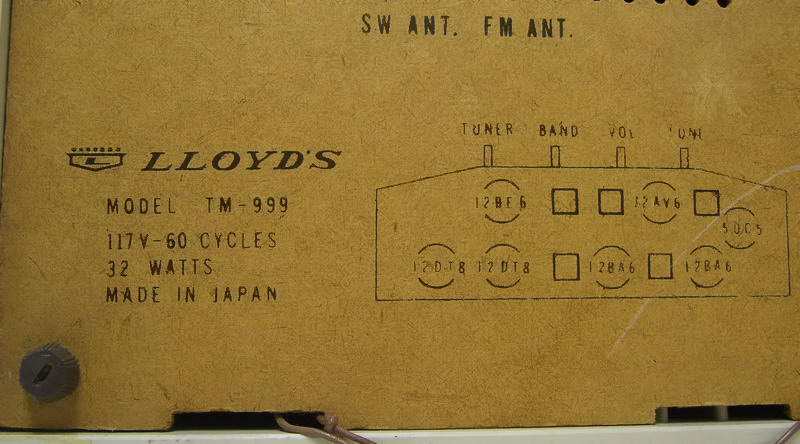 SW ANT. FM ANT.
LLOYD'S
MODEL TM-999
117V-60 CYCLES
32 WATTS
MADE IN JAPAN
TUNER BAND VOL TONE
12BE6 12AV6
50C5
12DT8 12DT8 12BA6 12BA6